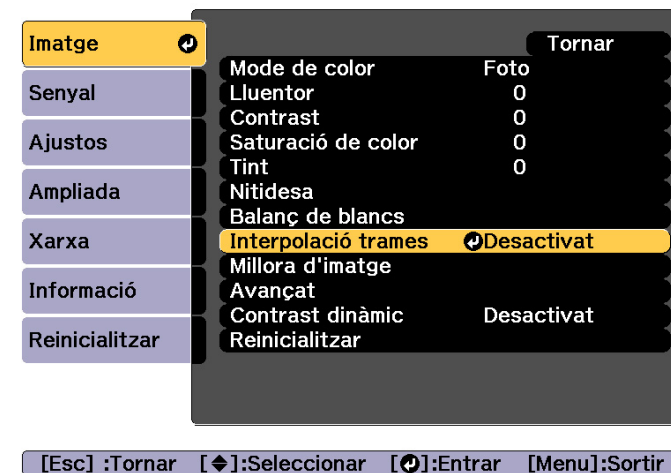 Imatge
Senyal
Ajustos
Ampliada
Xarxa
Informació
Reinicialitzar
Tornar
Mode de color Foto
Lluentor 0
Contrast 0
Saturació de color 0
Tint 0
Nitidesa
Balanç de blancs
Interpolació trames Desactivat
Millora d'imatge
Avançat
Contrast dinàmic Desactivat
Reinicialitzar
[Esc] :Tornar [◆]:Seleccionar [↵]:Entrar [Menu]:Sortir